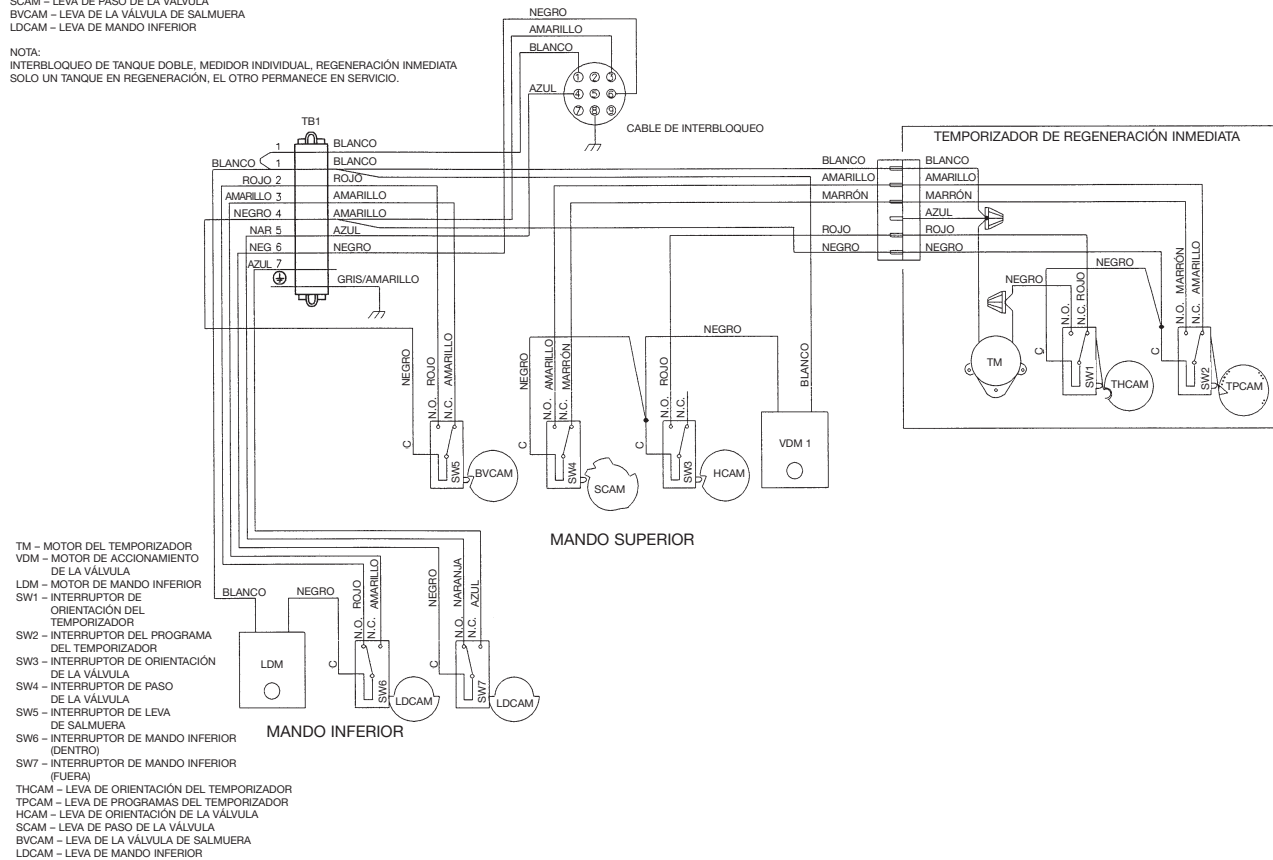 SCAM – LEVA DE PASO DE LA VÁLVULA
BVCAM – LEVA DE LA VÁLVULA DE SALMUERA
LDCAM – LEVA DE MANDO INFERIOR
NOTA:
INTERBLOQUEO DE TANQUE DOBLE, MEDIDOR INDIVIDUAL, REGENERACIÓN INMEDIATA
SOLO UN TANQUE EN REGENERACIÓN, EL OTRO PERMANECE EN SERVICIO.
NEGRO
AMARILLO
BLANCO
AZUL
1 2 3
4 5 6
7 8 9
CABLE DE INTERBLOQUEO
TB1
1 BLANCO
BLANCO 1 BLANCO
ROJO 2 ROJO
AMARILLO 3 AMARILLO
NEGRO 4 AMARILLO
NAR 5 AZUL
NEG 6 NEGRO
AZUL 7
GRIS/AMARILLO
TEMPORIZADOR DE REGENERACIÓN INMEDIATA
BLANCO BLANCO
AMARILLO AMARILLO
MARRÓN MARRÓN
AZUL
ROJO ROJO
NEGRO NEGRO
NEGRO
NEGRO
N.O.
N.C. ROJO
N.O. MARRÓN
N.C. AMARILLO
C
C
TM
SW1
THCAM
SW2
TPCAM
NEGRO
N.O. ROJO
N.C. AMARILLO
C
SW5
BVCAM
NEGRO
N.O. AMARILLO
N.C. MARRÓN
C
SW4
SCAM
NEGRO
N.O. ROJO
N.C.
C
SW3
HCAM
BLANCO
VDM 1
MANDO SUPERIOR
BLANCO
NEGRO
N.O. ROJO
N.C. AMARILLO
C
LDM
SW6
LDCAM
NEGRO
N.O. NARANJA
N.C. AZUL
C
SW7
LDCAM
MANDO INFERIOR
TM – MOTOR DEL TEMPORIZADOR
VDM – MOTOR DE ACCIONAMIENTO
DE LA VÁLVULA
LDM – MOTOR DE MANDO INFERIOR
SW1 – INTERRUPTOR DE
ORIENTACIÓN DEL
TEMPORIZADOR
SW2 – INTERRUPTOR DEL PROGRAMA
DEL TEMPORIZADOR
SW3 – INTERRUPTOR DE ORIENTACIÓN
DE LA VÁLVULA
SW4 – INTERRUPTOR DE PASO
DE LA VÁLVULA
SW5 – INTERRUPTOR DE LEVA
DE SALMUERA
SW6 – INTERRUPTOR DE MANDO INFERIOR
(DENTRO)
SW7 – INTERRUPTOR DE MANDO INFERIOR
(FUERA)
THCAM – LEVA DE ORIENTACIÓN DEL TEMPORIZADOR
TPCAM – LEVA DE PROGRAMAS DEL TEMPORIZADOR
HCAM – LEVA DE ORIENTACIÓN DE LA VÁLVULA
SCAM – LEVA DE PASO DE LA VÁLVULA
BVCAM – LEVA DE LA VÁLVULA DE SALMUERA
LDCAM – LEVA DE MANDO INFERIOR